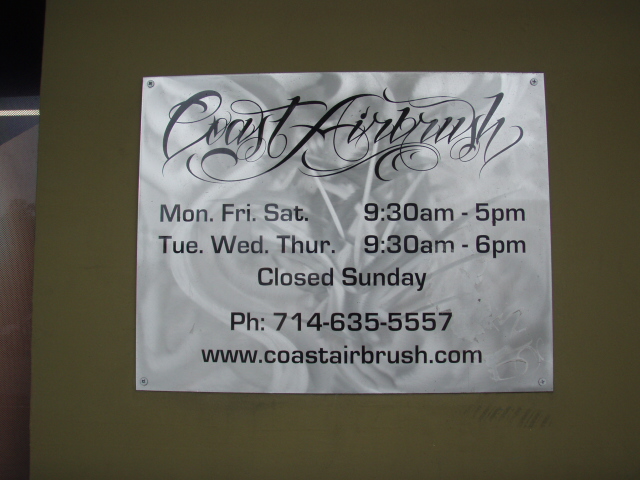 Coast Airbrush
Mon. Fri. Sat. 9:30am - 5pm
Tue. Wed. Thur. 9:30am - 6pm
Closed Sunday
Ph: 714-635-5557
www.coastairbrush.com